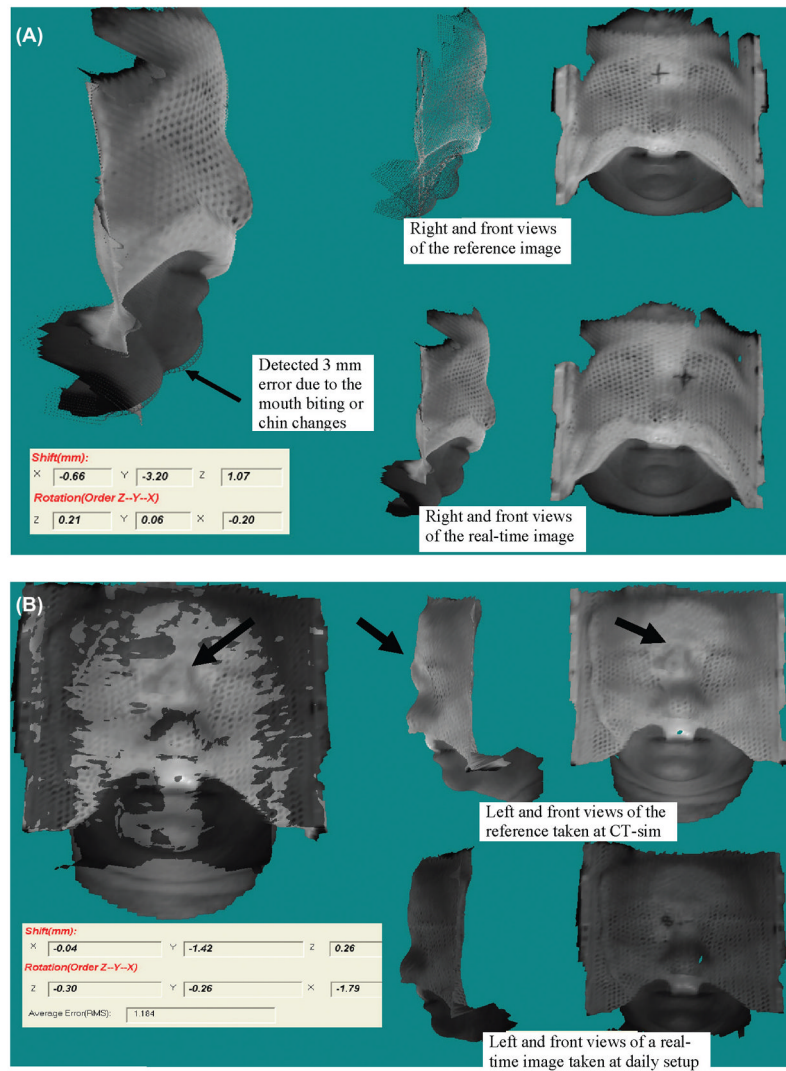 (A)
Right and front views
of the reference image
Detected 3 mm
error due to the
mouth biting or
chin changes
Shift(mm):
X -0.66 Y -3.20 Z 1.07
Rotation(Order Z--Y--X)
Z 0.21 Y 0.06 X -0.20
Right and front views
of the real-time image
(B)
Left and front views of the
reference taken at CT-sim
Shift(mm):
X -0.04 Y -1.42 Z 0.26
Rotation(Order Z--Y--X)
Z -0.30 Y -0.26 X -1.79
Average Error(RMS): 1.184
Left and front views of a real-
time image taken at daily setup